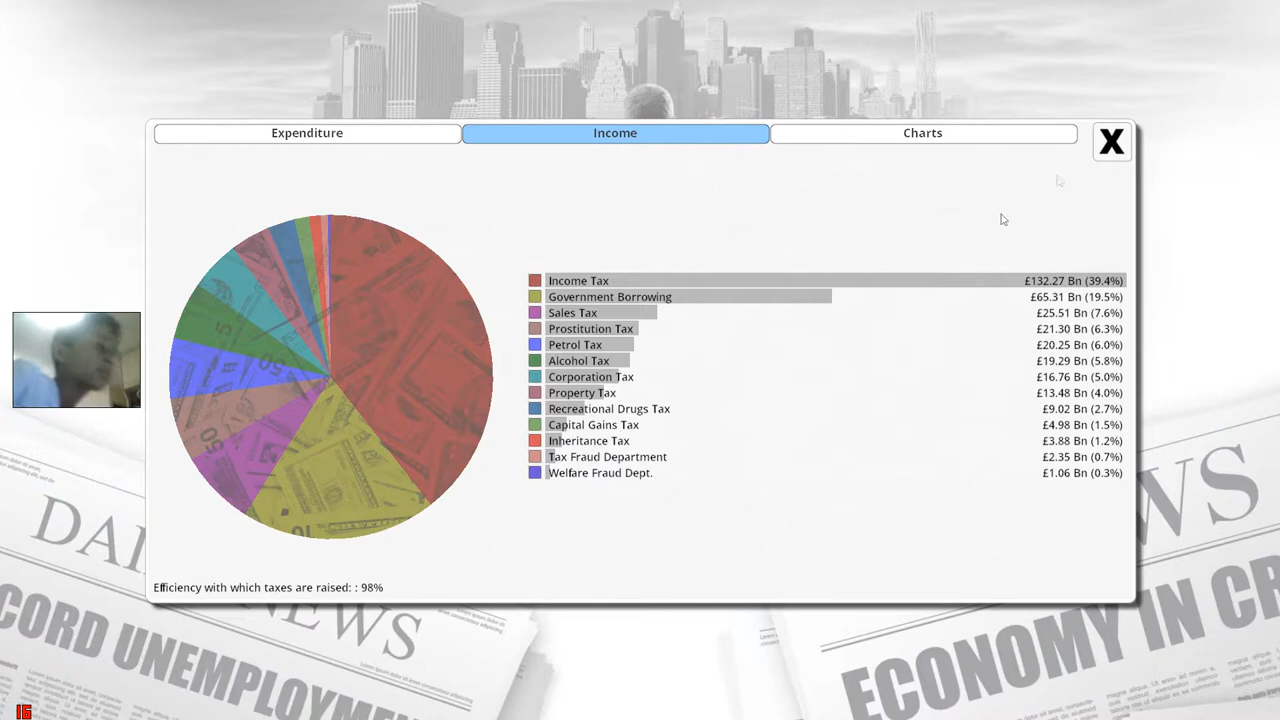 Expenditure
Income
Charts
X
Income Tax £132.27 Bn (39.4%)
Government Borrowing £65.31 Bn (19.5%)
Sales Tax £25.51 Bn (7.6%)
Prostitution Tax £21.30 Bn (6.3%)
Petrol Tax £20.25 Bn (6.0%)
Alcohol Tax £19.29 Bn (5.8%)
Corporation Tax £16.76 Bn (5.0%)
Property Tax £13.48 Bn (4.0%)
Recreational Drugs Tax £9.02 Bn (2.7%)
Capital Gains Tax £4.98 Bn (1.5%)
Inheritance Tax £3.88 Bn (1.2%)
Tax Fraud Department £2.35 Bn (0.7%)
Welfare Fraud Dept. £1.06 Bn (0.3%)
Efficiency with which taxes are raised: : 98%
DAI
NEWS
CORD UNEMPLOYME
WS
ECONOMY IN CR
16